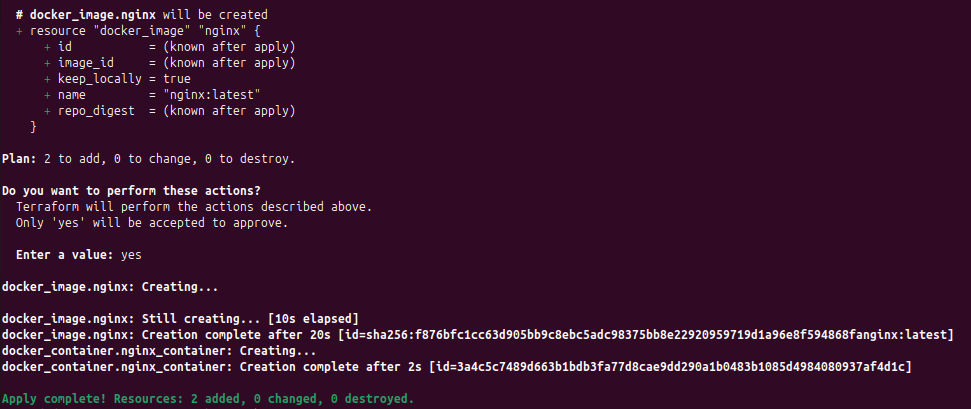 # docker_image.nginx will be created
+ resource "docker_image" "nginx" {
+ id = (known after apply)
+ image_id = (known after apply)
+ keep_locally = true
+ name = "nginx:latest"
+ repo_digest = (known after apply)
}
Plan: 2 to add, 0 to change, 0 to destroy.
Do you want to perform these actions?
Terraform will perform the actions described above.
Only 'yes' will be accepted to approve.
Enter a value: yes
docker_image.nginx: Creating...
docker_image.nginx: Still creating... [10s elapsed]
docker_image.nginx: Creation complete after 20s [id=sha256:f876bfc1cc63d905bb9c8ebc5adc98375bb8e22920959719d1a96e8f594868fanginx:latest]
docker_container.nginx_container: Creating...
docker_container.nginx_container: Creation complete after 2s [id=3a4c5c7489d663b1bdb3fa77d8cae9dd290a1b0483b1085d4984080937af4d1c]
Apply complete! Resources: 2 added, 0 changed, 0 destroyed.